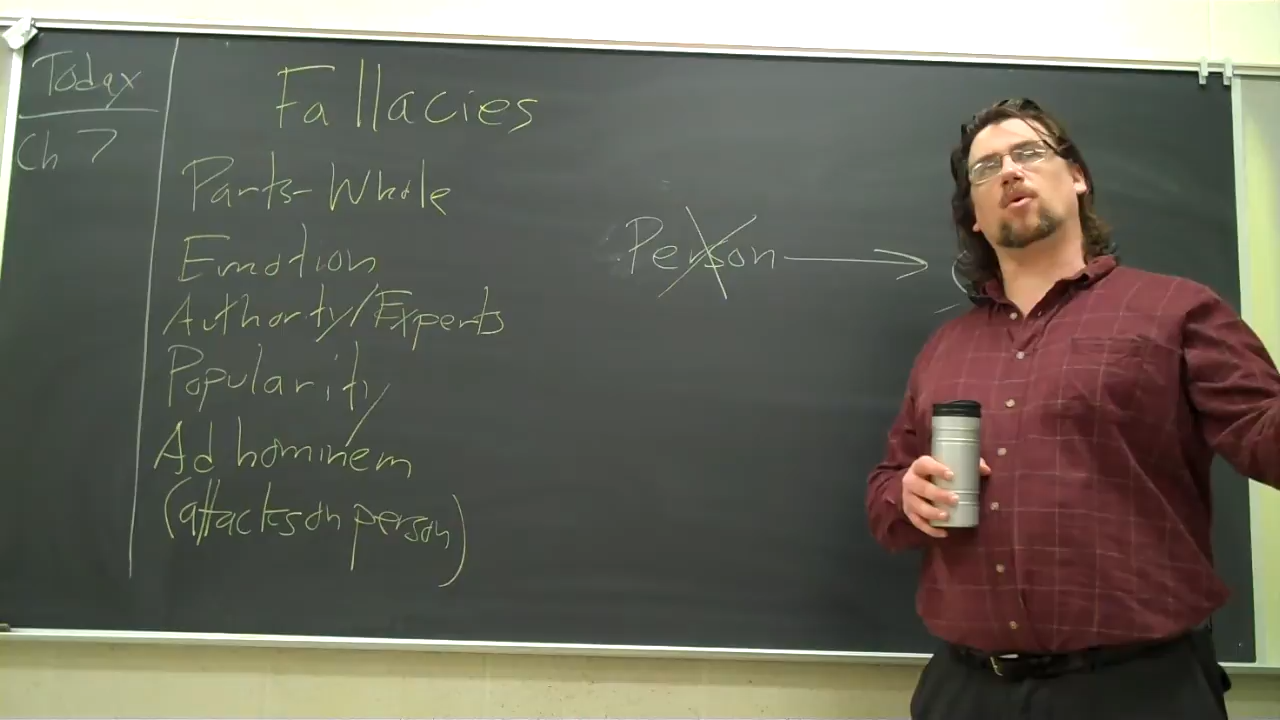 Today
Ch 7
Fallacies
Parts-Whole
Emotion
Authority/Experts
Popularity
Ad hominem
(attacks on person)
Person